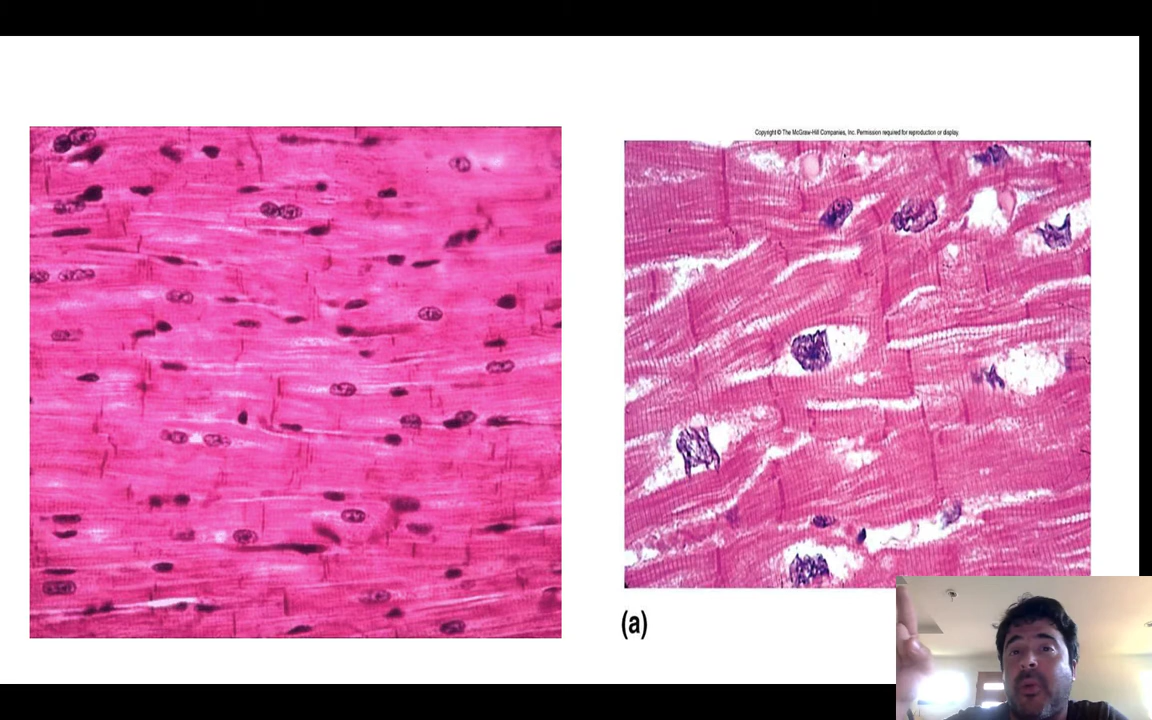 Copyright © The McGraw-Hill Companies, Inc. Permission required for reproduction or display.
(a)